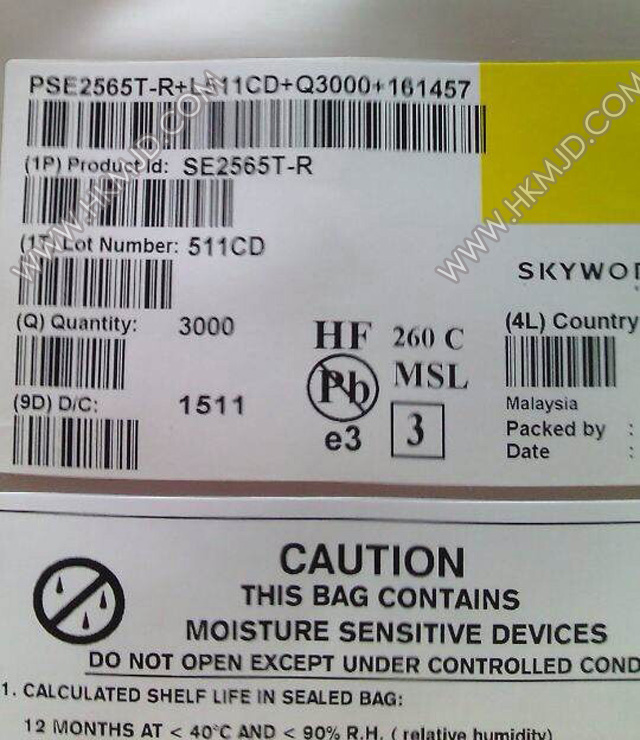 PSE2565T-R+L511CD+Q3000+161457
(1P) Product Id: SE2565T-R
(1T Lot Number: 511CD
SKYWOR
(Q) Quantity: 3000
HF 260 C
(4L) Country
Pb MSL
(9D) D/C: 1511
e3 3
Malaysia
Packed by :
Date :
CAUTION
THIS BAG CONTAINS
MOISTURE SENSITIVE DEVICES
DO NOT OPEN EXCEPT UNDER CONTROLLED COND
1. CALCULATED SHELF LIFE IN SEALED BAG:
12 MONTHS AT < 40°C AND < 90% R.H. ( relative humidity)
WWW.HKMJD.COM
WWW.HKMJD.COM